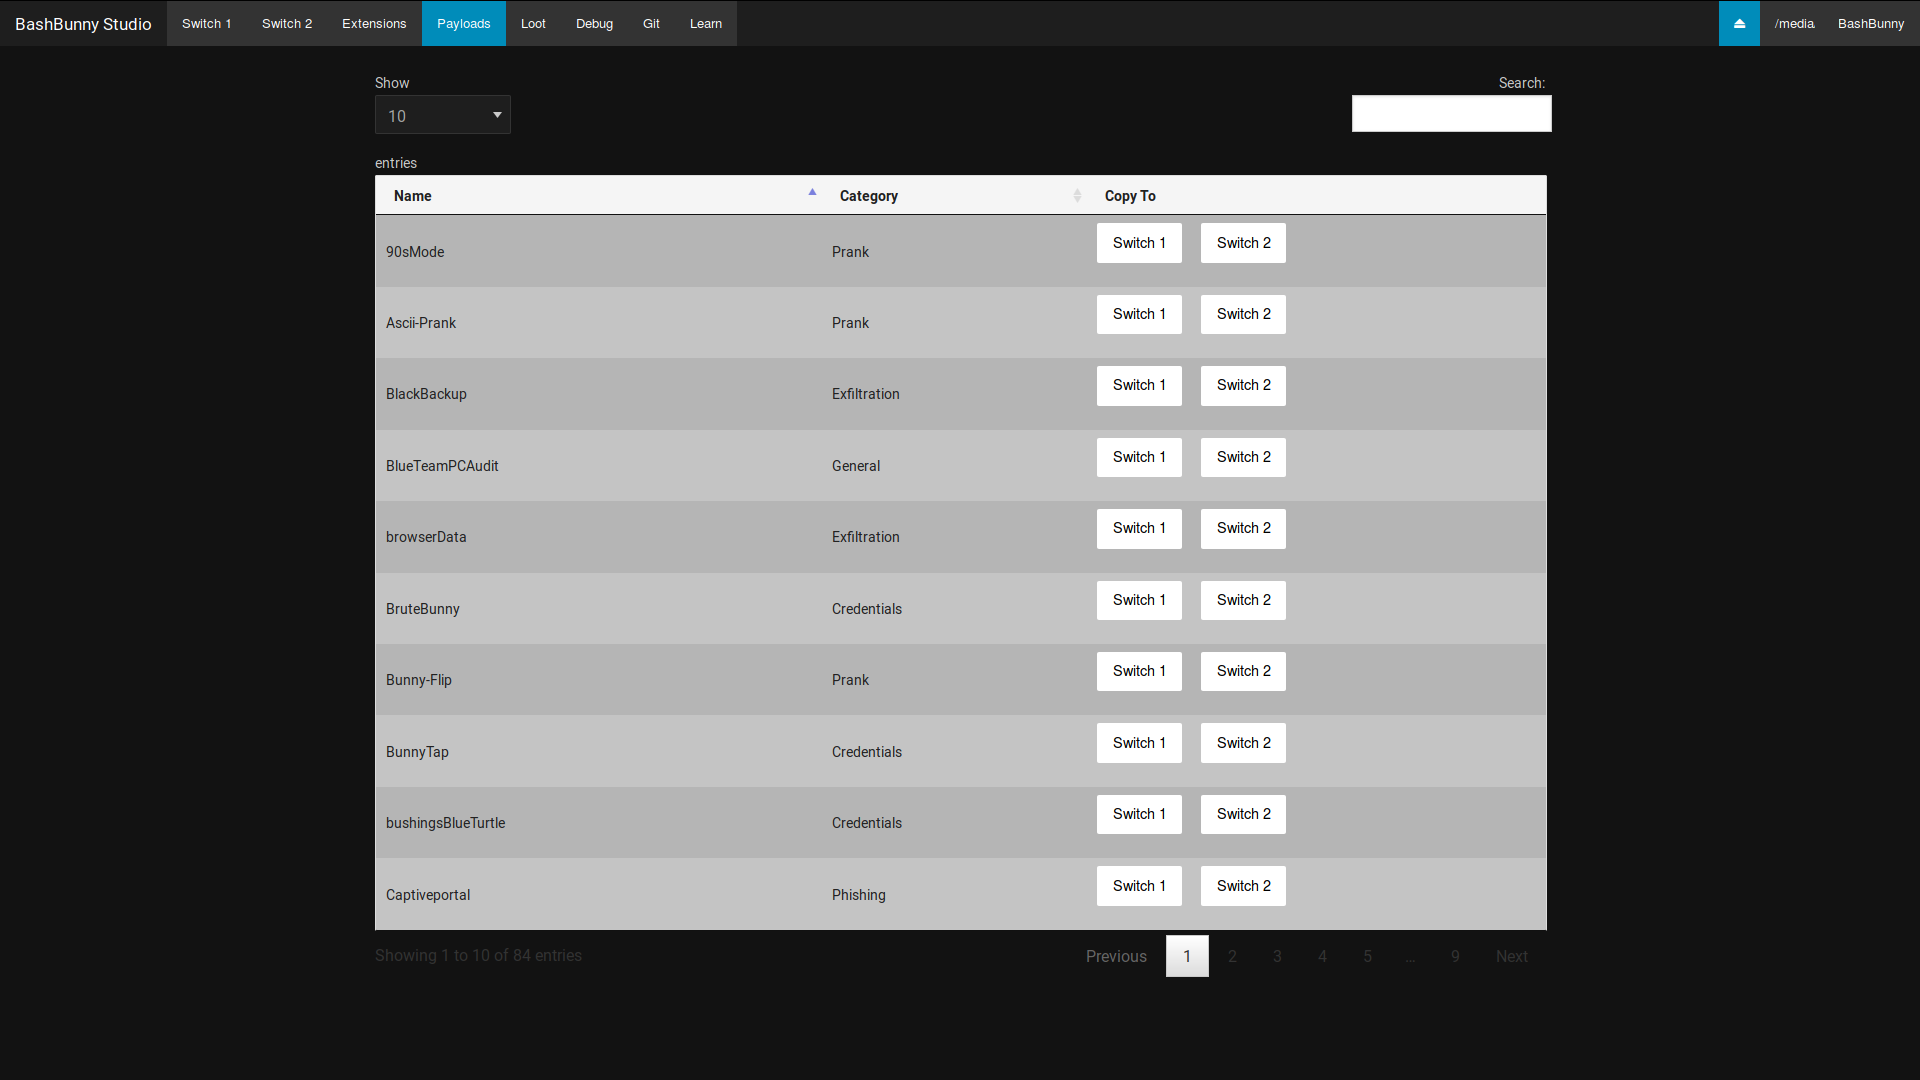 BashBunny Studio Switch 1 Switch 2 Extensions Payloads Loot Debug Git Learn /media BashBunny
Show Search:
10
entries
Name Category Copy To
90sMode Prank Switch 1 Switch 2
Ascii-Prank Prank Switch 1 Switch 2
BlackBackup Exfiltration Switch 1 Switch 2
BlueTeamPCAudit General Switch 1 Switch 2
browserData Exfiltration Switch 1 Switch 2
BruteBunny Credentials Switch 1 Switch 2
Bunny-Flip Prank Switch 1 Switch 2
BunnyTap Credentials Switch 1 Switch 2
bushingsBlueTurtle Credentials Switch 1 Switch 2
Captiveportal Phishing Switch 1 Switch 2
Showing 1 to 10 of 84 entries Previous 1 2 3 4 5 … 9 Next